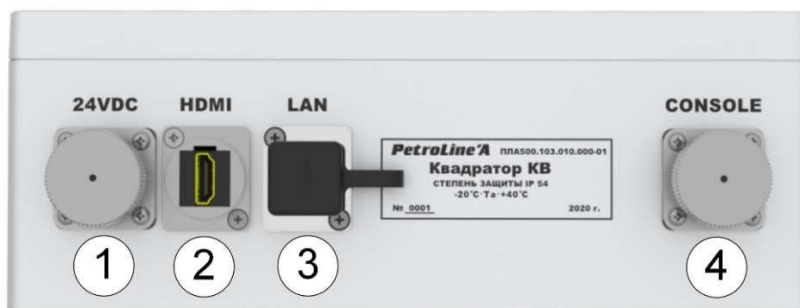 24VDC HDMI LAN CONSOLE
PetroLine'A ПЛА500.103.010.000-01
Квадратор КВ
СТЕПЕНЬ ЗАЩИТЫ IP 54
-20°C<Ta<+40°C
№ 0001 2020 г.
1 2 3 4